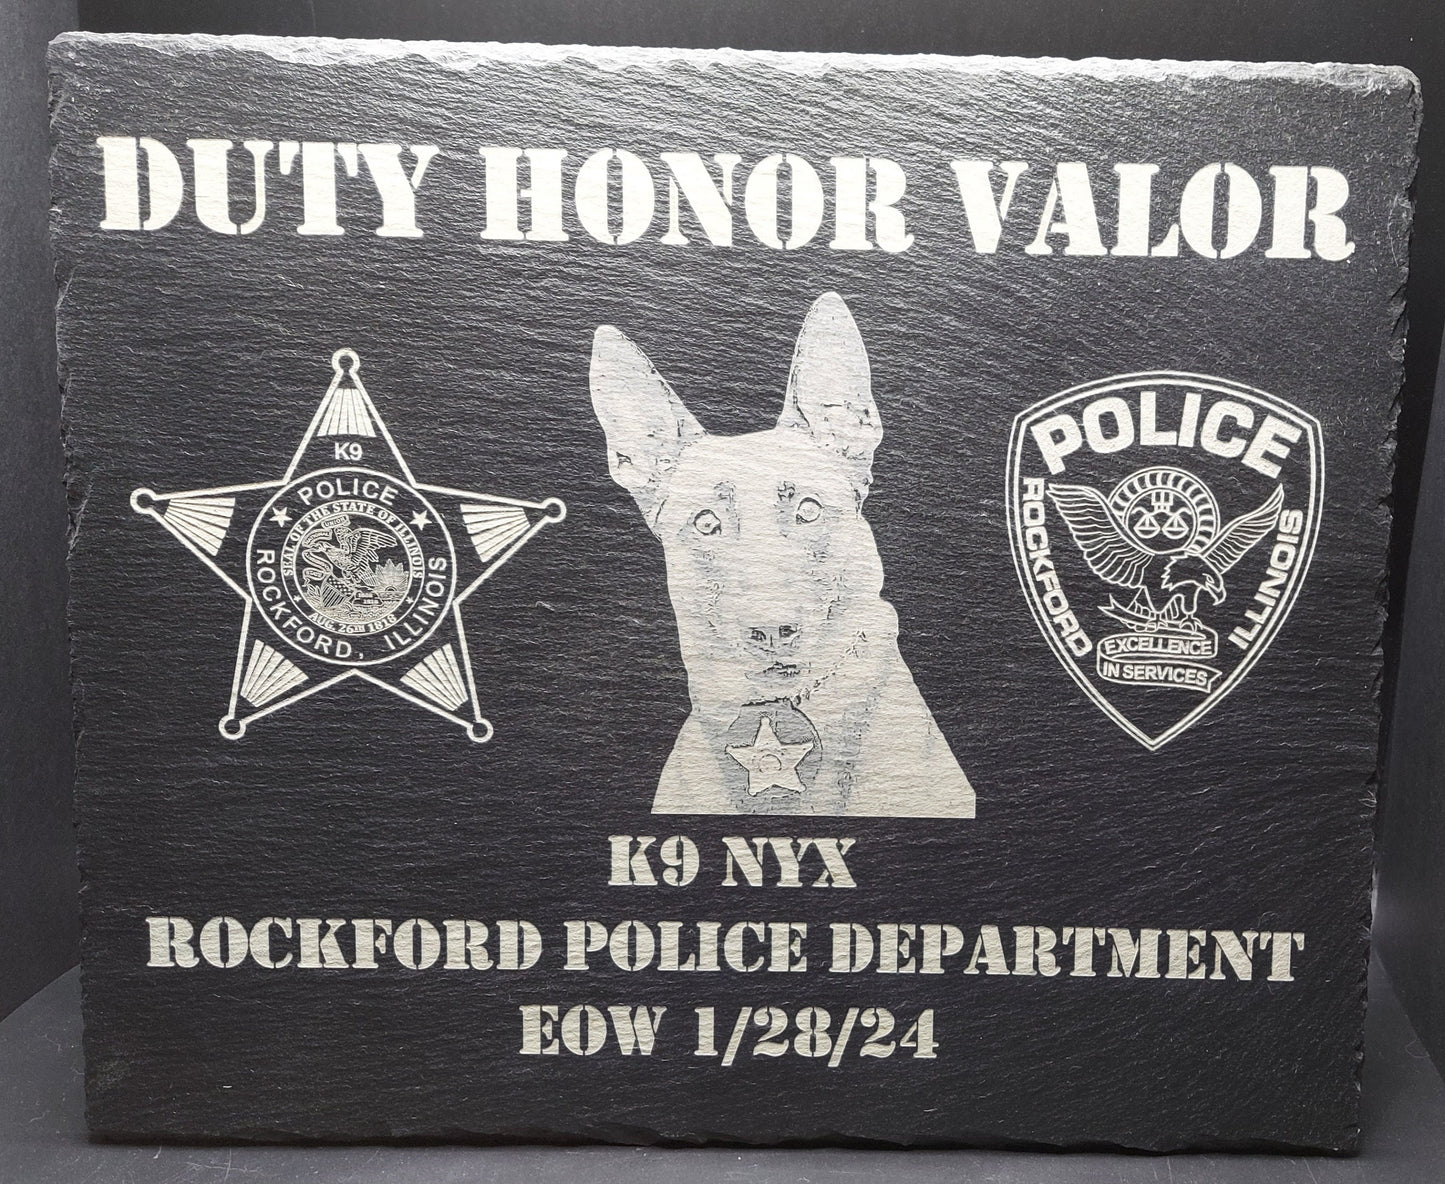 DUTY HONOR VALOR
K9
POLICE
SEAL OF THE STATE OF ILLINOIS
UNION
AUG. 26TH 1818
ROCKFORD, ILLINOIS
POLICE
ROCKFORD
ILLINOIS
EXCELLENCE
IN SERVICES
K9 NYX
ROCKFORD POLICE DEPARTMENT
EOW 1/28/24